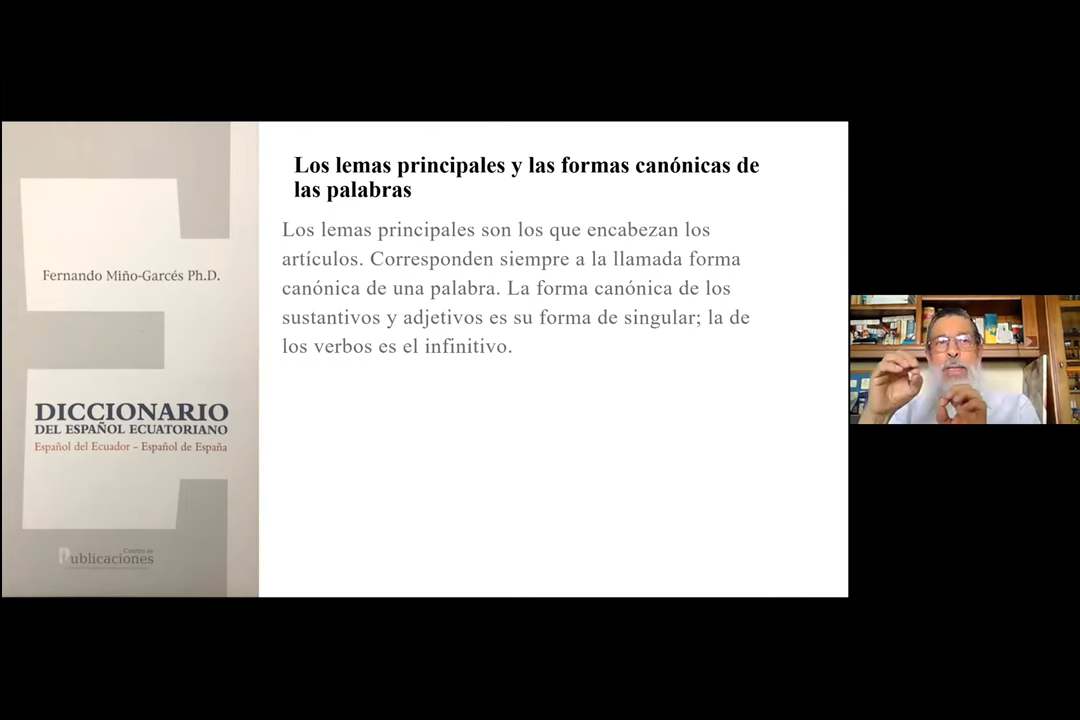 Fernando Miño-Garcés Ph.D.
DICCIONARIO
DEL ESPAÑOL ECUATORIANO
Español del Ecuador – Español de España
Centro de
Publicaciones
Los lemas principales y las formas canónicas de
las palabras
Los lemas principales son los que encabezan los
artículos. Corresponden siempre a la llamada forma
canónica de una palabra. La forma canónica de los
sustantivos y adjetivos es su forma de singular; la de
los verbos es el infinitivo.